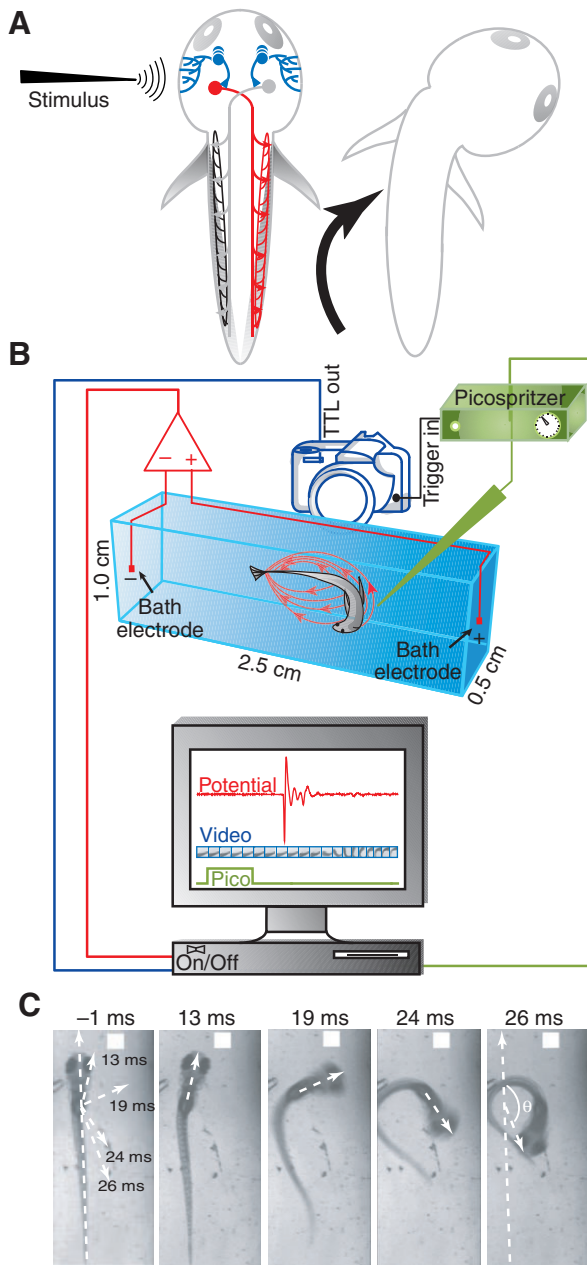 A
Stimulus
B
TTL out
Trigger in
Picospritzer
– +
1.0 cm
–
Bath
electrode
2.5 cm
Bath
electrode
+
0.5 cm
Potential
Video
Pico
On/Off
C
–1 ms 13 ms 19 ms 24 ms 26 ms
13 ms
19 ms
24 ms
26 ms
θ